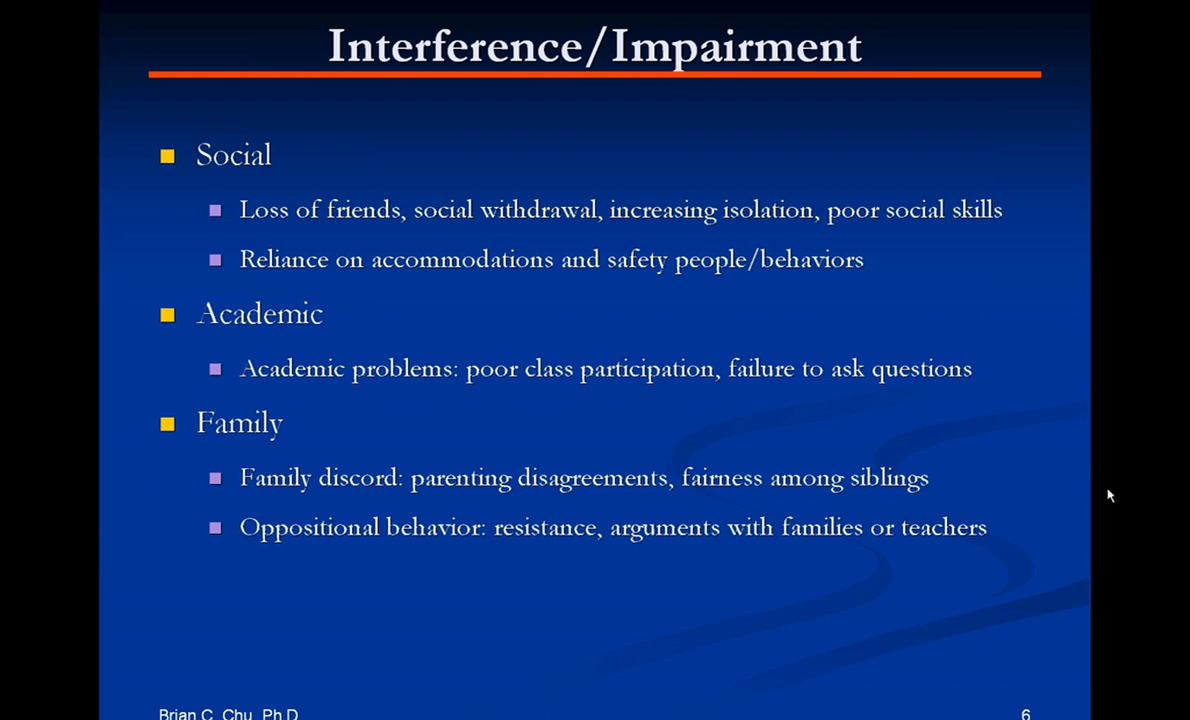 Interference/Impairment
Social
Loss of friends, social withdrawal, increasing isolation, poor social skills
Reliance on accommodations and safety people/behaviors
Academic
Academic problems: poor class participation, failure to ask questions
Family
Family discord: parenting disagreements, fairness among siblings
Oppositional behavior: resistance, arguments with families or teachers
Brian C. Chu, Ph.D.
6